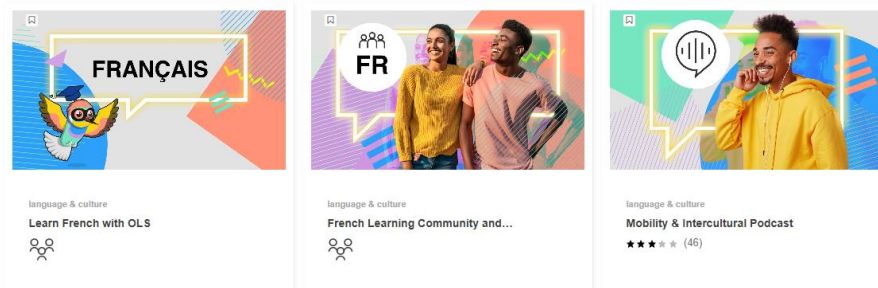 FRANÇAIS
language & culture
Learn French with OLS
FR
language & culture
French Learning Community and...
language & culture
Mobility & Intercultural Podcast
(46)